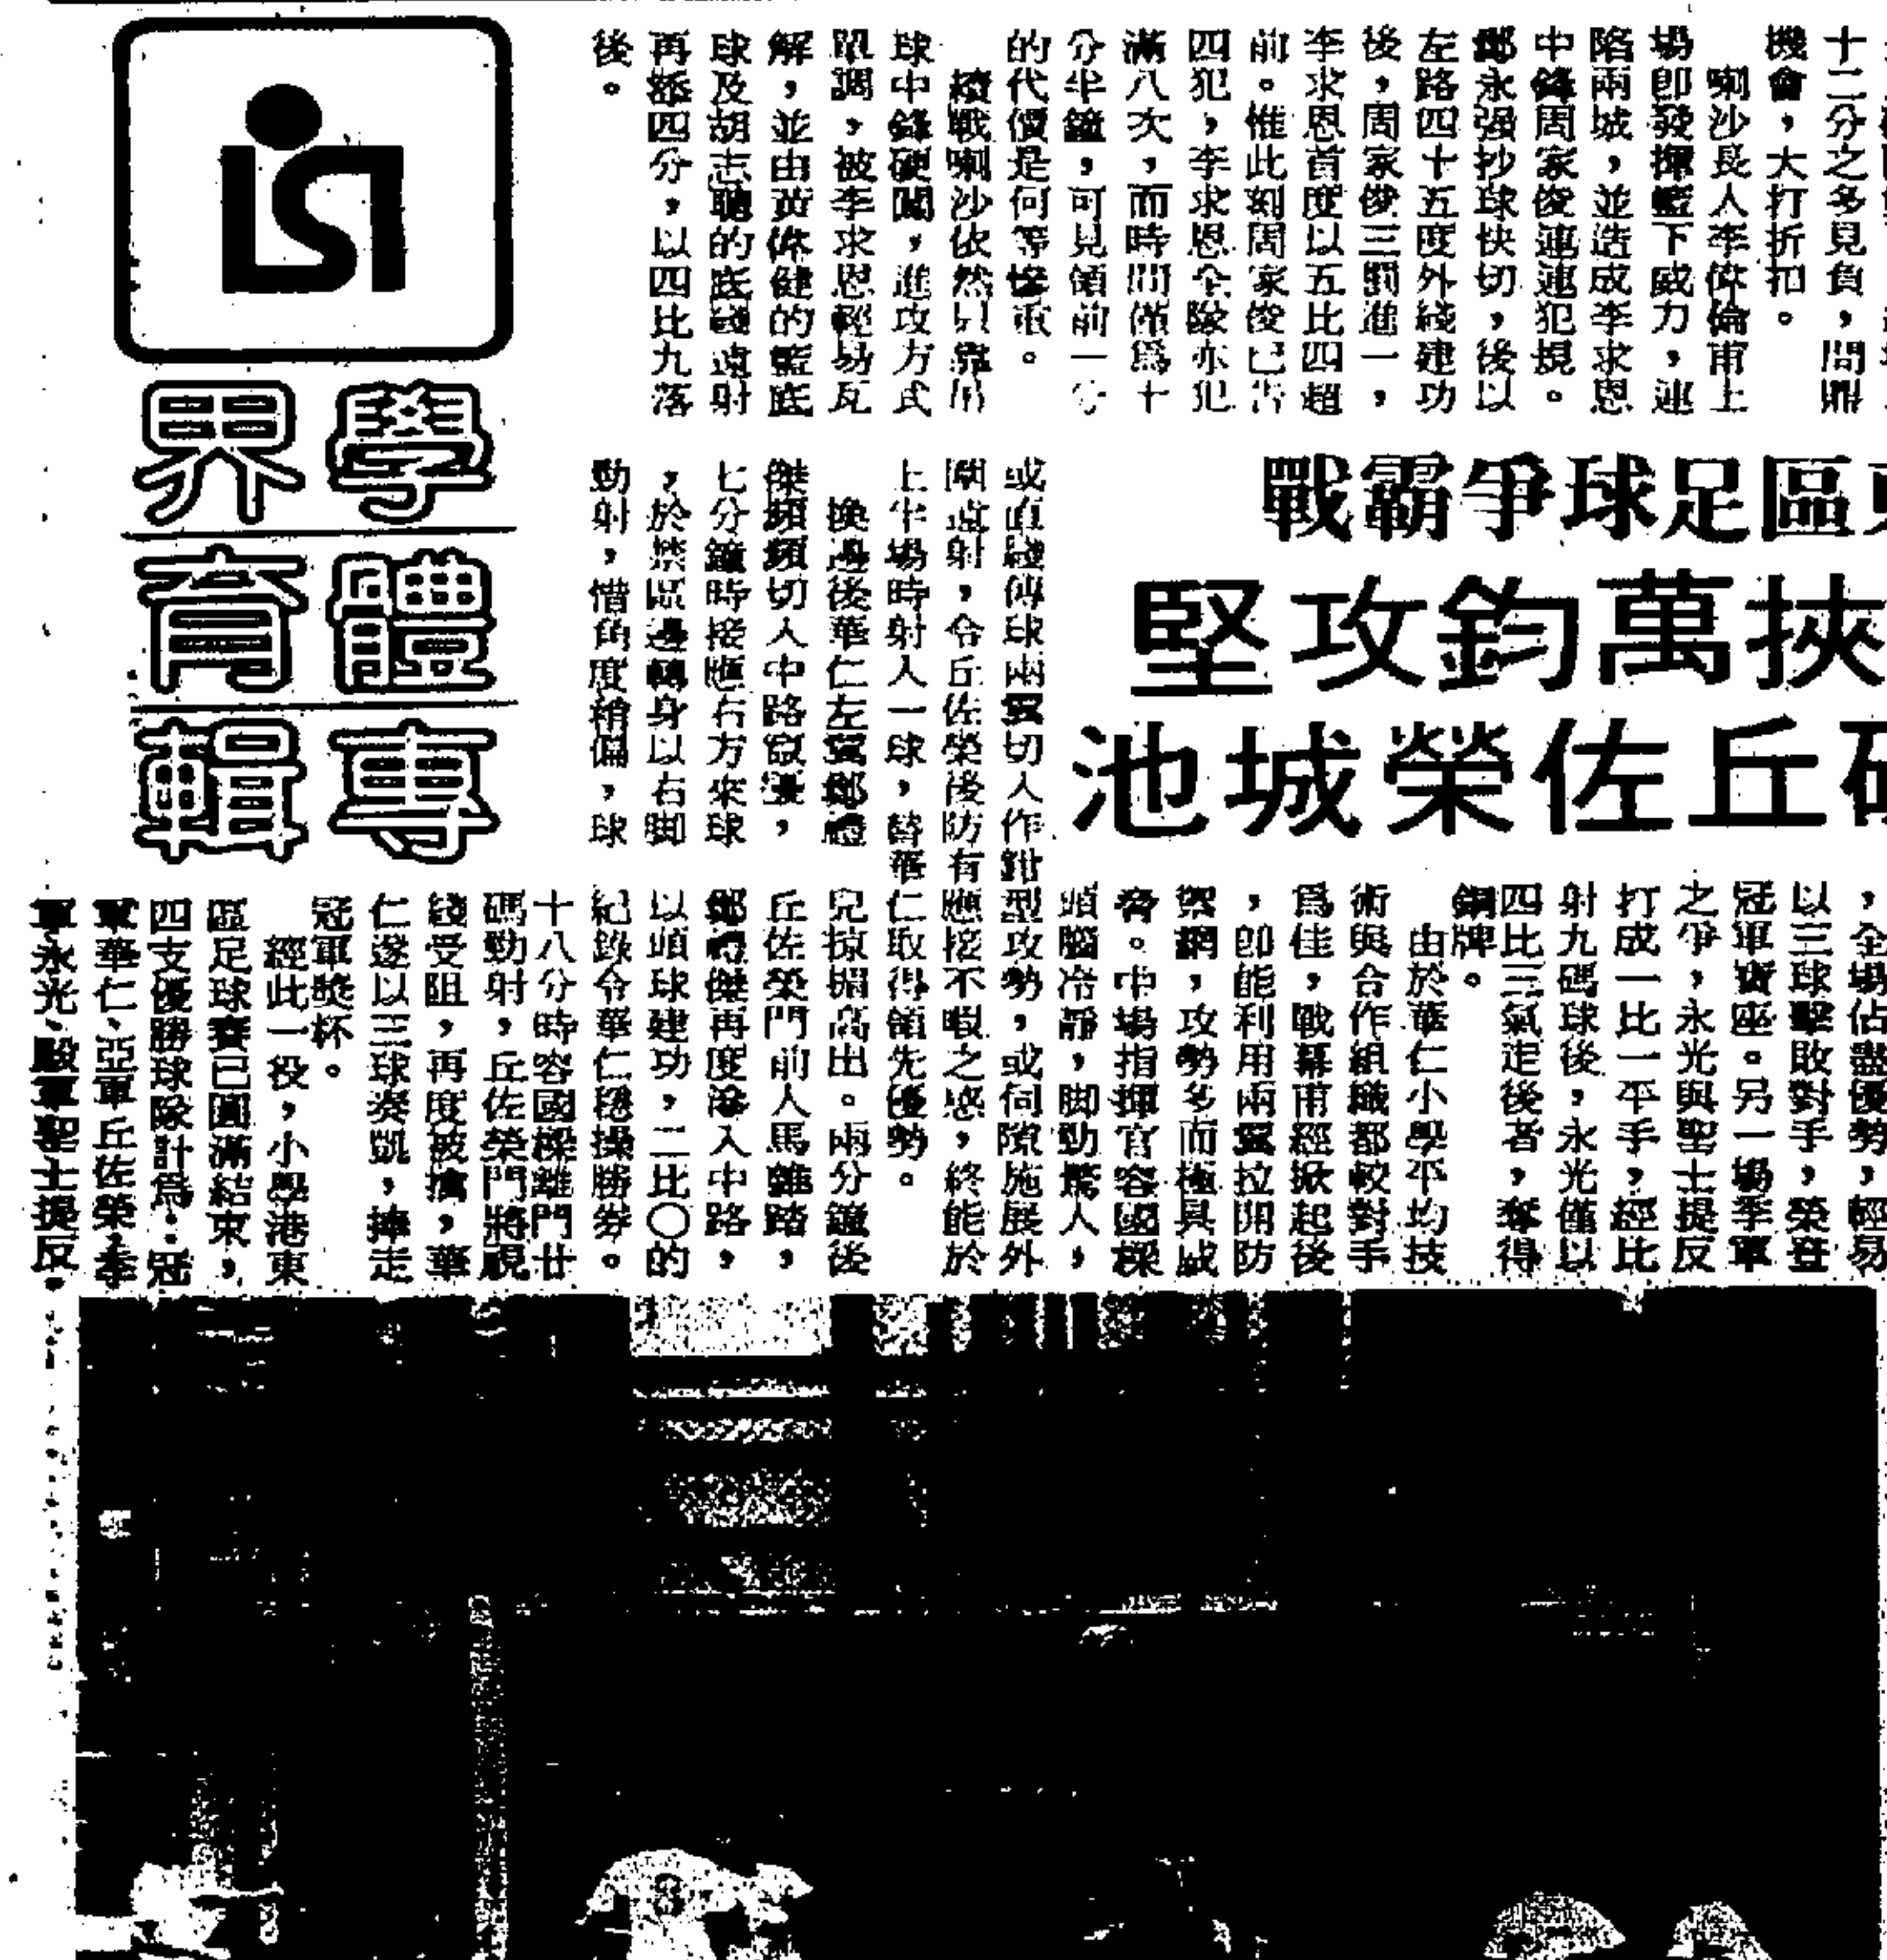 十二分之多見負，問鼎
機會，大打折扣。
喇沙長人李偉倫甫上
場即發揮籃下威力，連
陷兩城，並造成李求恩
中鋒周家俊連連犯規。
鄭永强抄球快切，後以
左路四十五度外綫建功
後，周家俊三罰進一，
李求恩首度以五比四超
前。惟此刻周家俊已告
四犯，李求恩全隊亦犯
滿八次，而時間僅爲十
分半鐘，可見領前一分
的代價是何等慘重。
續戰喇沙依然只靠吊
球中鋒硬闖，進攻方式
單調，被李求恩輕易瓦
解，並由黃偉健的籃底
球及胡志聰的底綫遠射
再添四分，以四比九落
後。
isi
學界
體育
專輯
區足球爭霸戰
挾萬鈞攻堅
丘佐榮城池
，全場佔盡優勢，輕易
以三球擊敗對手，榮登
冠軍寶座。另一場季軍
之爭，永光與聖士提反
打成一比一平手，經比
射九碼球後，永光僅以
四比三氣走後者，奪得
銅牌。
由於華仁小學平均技
術與合作組織都較對手
爲佳，戰幕甫經掀起後
，即能利用兩翼拉開防
禦網，攻勢多而極具威
脅。中場指揮官容國樑
頭腦冷靜，脚勁驚人，
或直綫傳球兩翼切入作鉗型攻勢，或伺隙施展外
圍遠射，令丘佐榮後防有應接不暇之感，終能於
上半場時射入一球，替華仁取得領先優勢。
換過後華仁左翼鄭禮
傑頻頻切入中路
七分鐘時接應右方來球
，於禁區邊轉身以右脚
勁射，惜角度稍偏，球
兒掠楣高出。兩分鐘後
丘佐榮門前人馬雜踏，
鄭禮傑再度滲入中路，
以頭球建功，二比〇的
紀錄令華仁穩操勝券。
十八分時容國樑離門廿
碼勁射，丘佐榮門將視
綫受阻，再度被擒，華
仁遂以三球奏凱，捧走
冠軍獎杯。
經此一役，小學港東
區足球賽已圓滿結束，
四支優勝球隊計爲：冠
軍華仁、亞軍丘佐榮、季
軍永光、殿軍聖士提反。